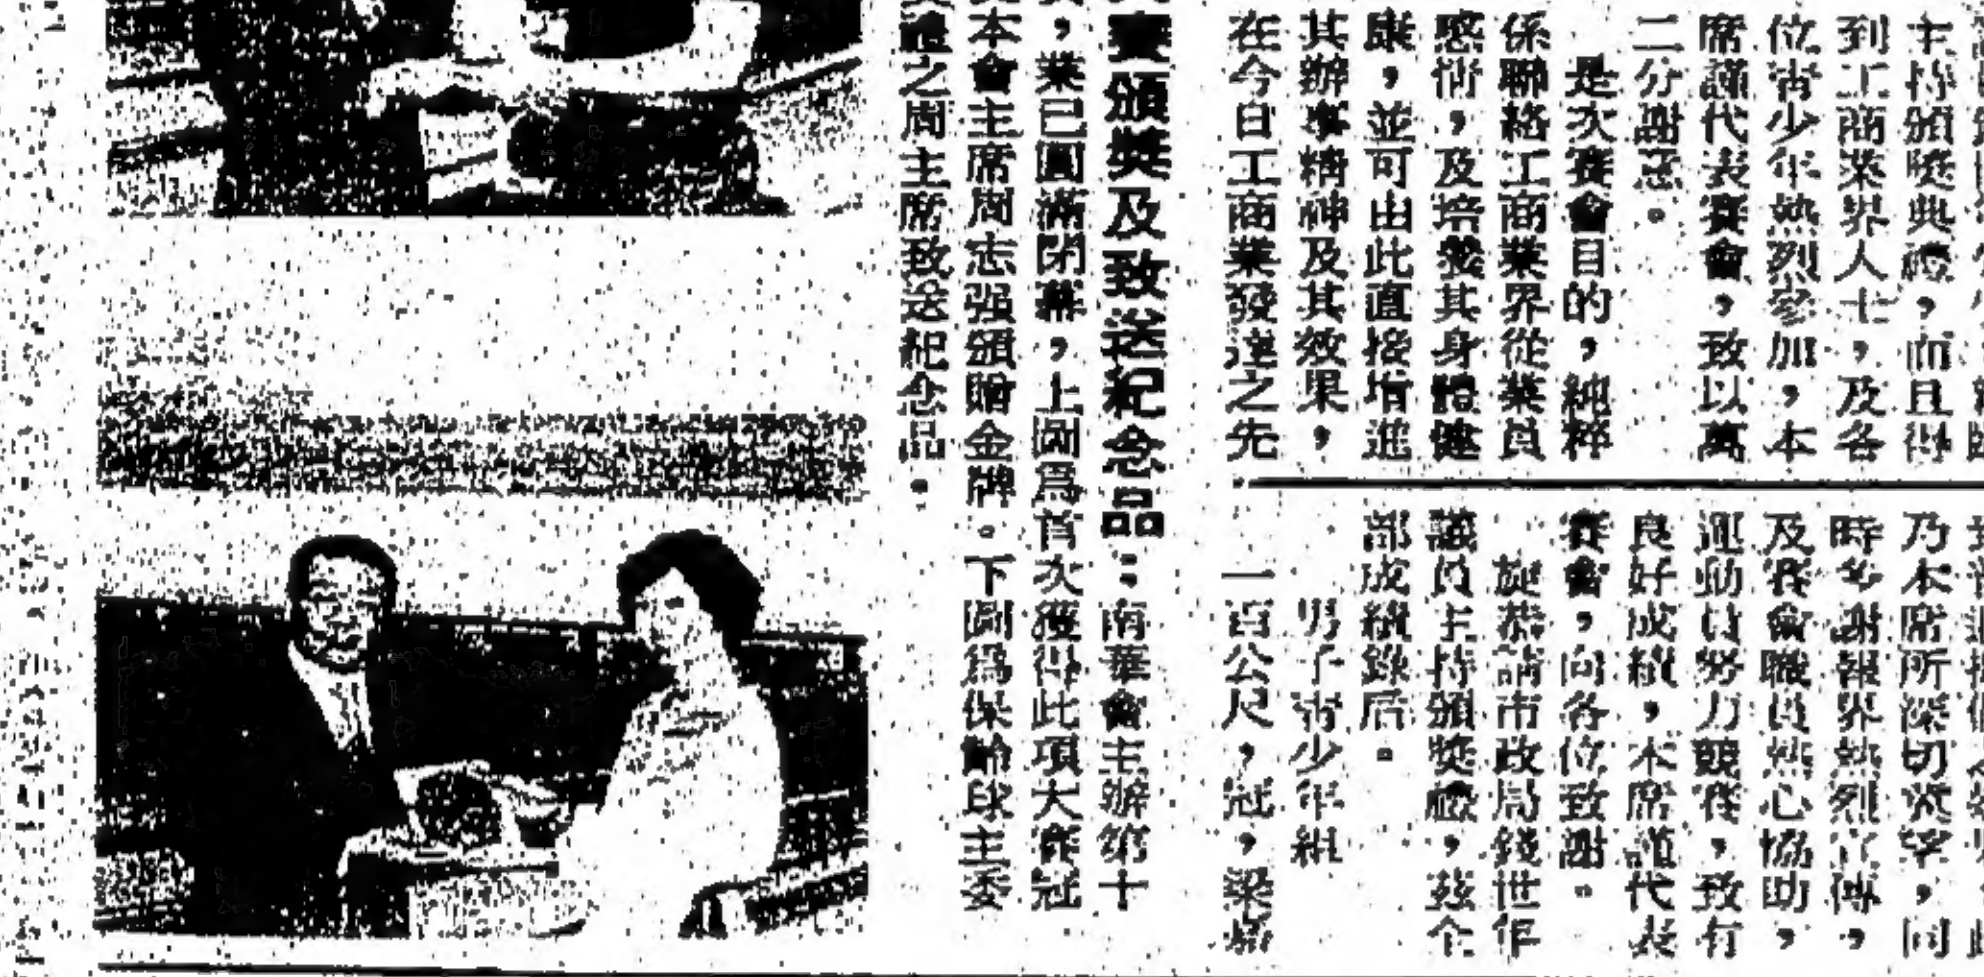 主持頒獎典禮，而且得
到工商業界人士，及各
位青少年熱烈參加，本
席謹代表賽會，致以萬
二分謝意。
是次賽會目的，純粹
係聯絡工商業界從業員
感情，及培養其身體健
康，並可由此直接增進
其辦事精神及其效果，
在今日工商業發達之先
乃本席所深切冀望，同
時多謝報界熱烈宣傳，
及賽會職員熱心協助，
運動員努力競賽，致有
良好成績，本席謹代表
賽會，向各位致謝。
旋恭請市政局錢世年
議員主持頒獎禮，茲全
部成績錄后。
男子青少年組
一百公尺，冠，梁
賽頒獎及致送紀念品：南華會主辦第十
，業已圓滿閉幕，上圖為首次獲得此項大賽冠
本會主席周志强頒贈金牌。下圖為保齡球主委
禮之周主席致送紀念品。